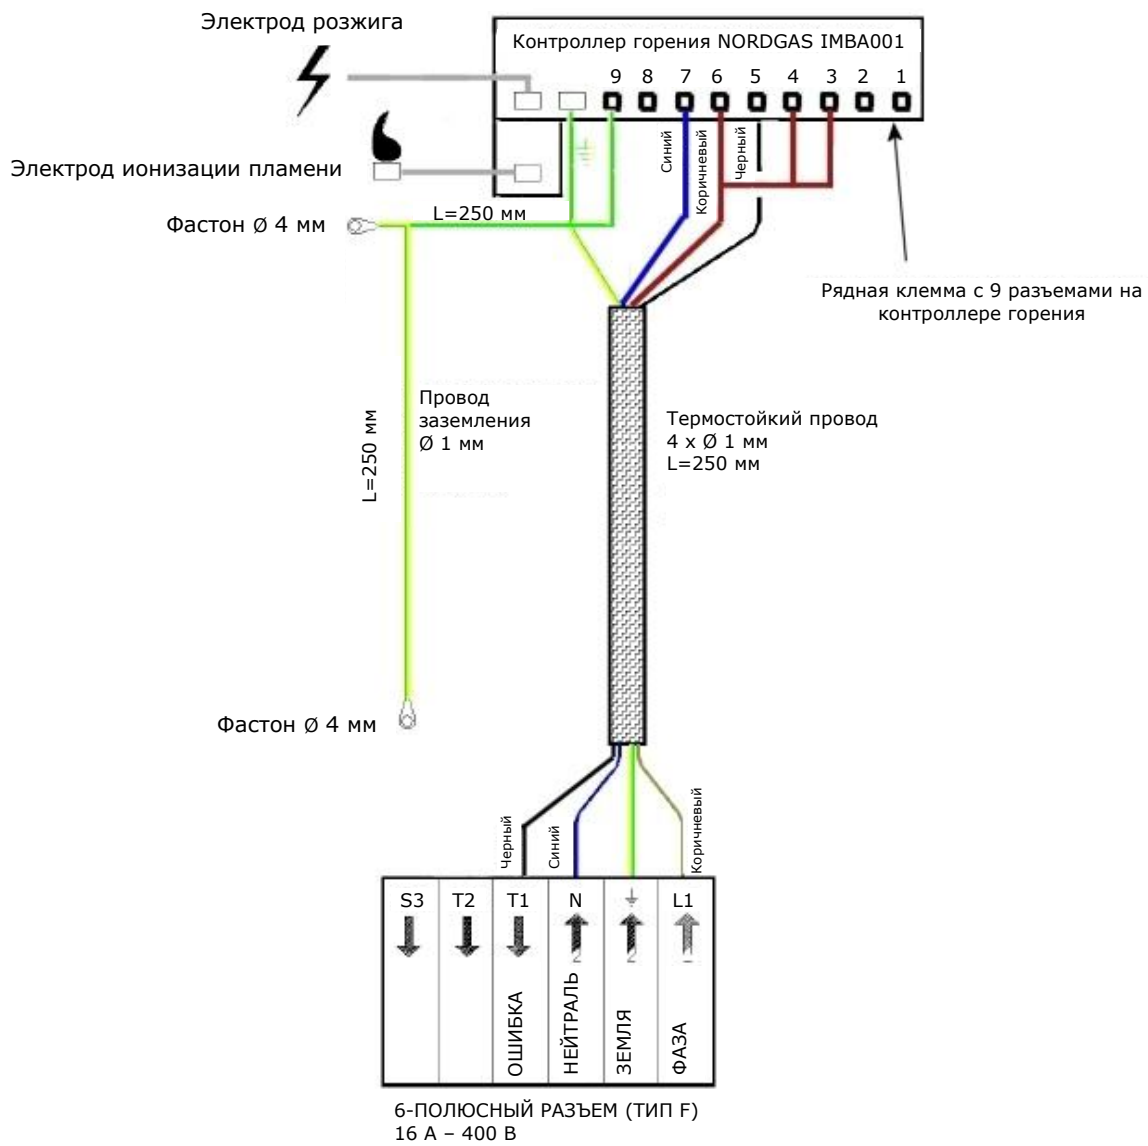 Электрод розжига
Контроллер горения NORDGAS IMBA001
9 8 7 6 5 4 3 2 1
Синий
Коричневый
Черный
Электрод ионизации пламени
L=250 мм
Фастон Ø 4 мм
Рядная клемма с 9 разъемами на
контроллере горения
Провод
заземления
Ø 1 мм
L=250 мм
Термостойкий провод
4 x Ø 1 мм
L=250 мм
Фастон Ø 4 мм
Черный
Синий
Коричневый
S3 T2 T1 N L1
2 2
ОШИБКА
НЕЙТРАЛЬ
ЗЕМЛЯ
ФАЗА
6-ПОЛЮСНЫЙ РАЗЪЕМ (ТИП F)
16 А – 400 В